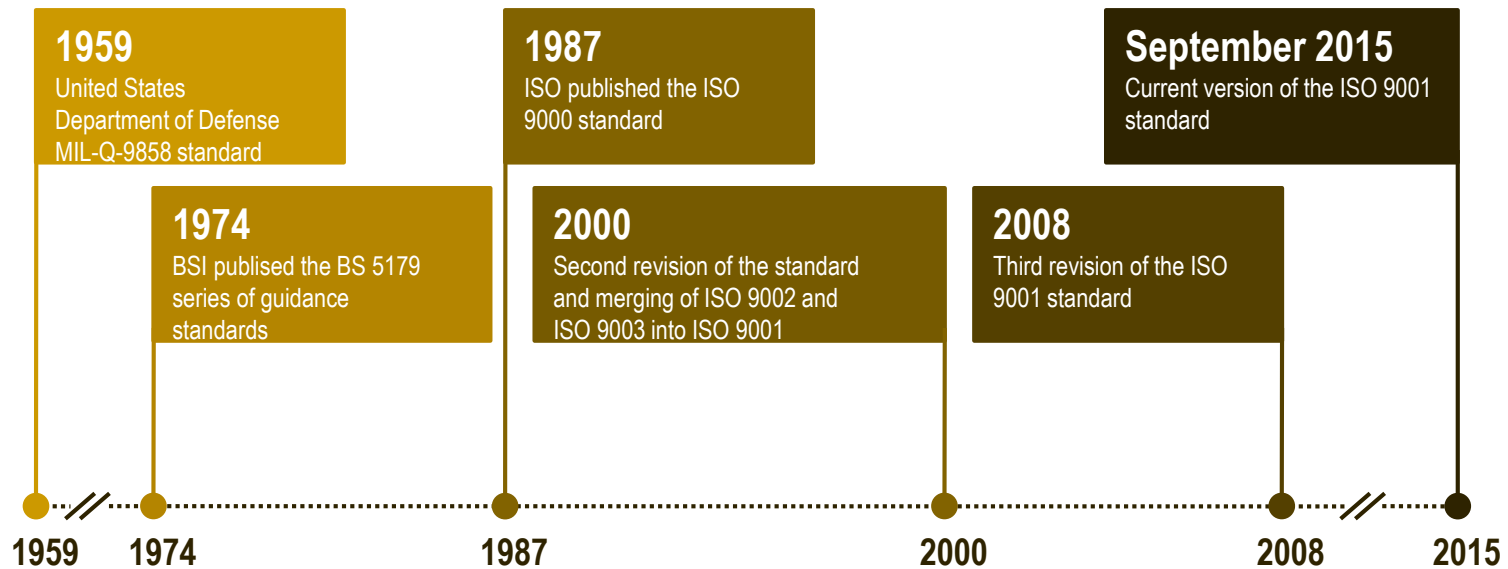 1959
United States
Department of Defense
MIL-Q-9858 standard
1987
ISO published the ISO
9000 standard
September 2015
Current version of the ISO 9001
standard
1974
BSI publised the BS 5179
series of guidance
standards
2000
Second revision of the standard
and merging of ISO 9002 and
ISO 9003 into ISO 9001
2008
Third revision of the ISO
9001 standard
1959 1974 1987 2000 2008 2015